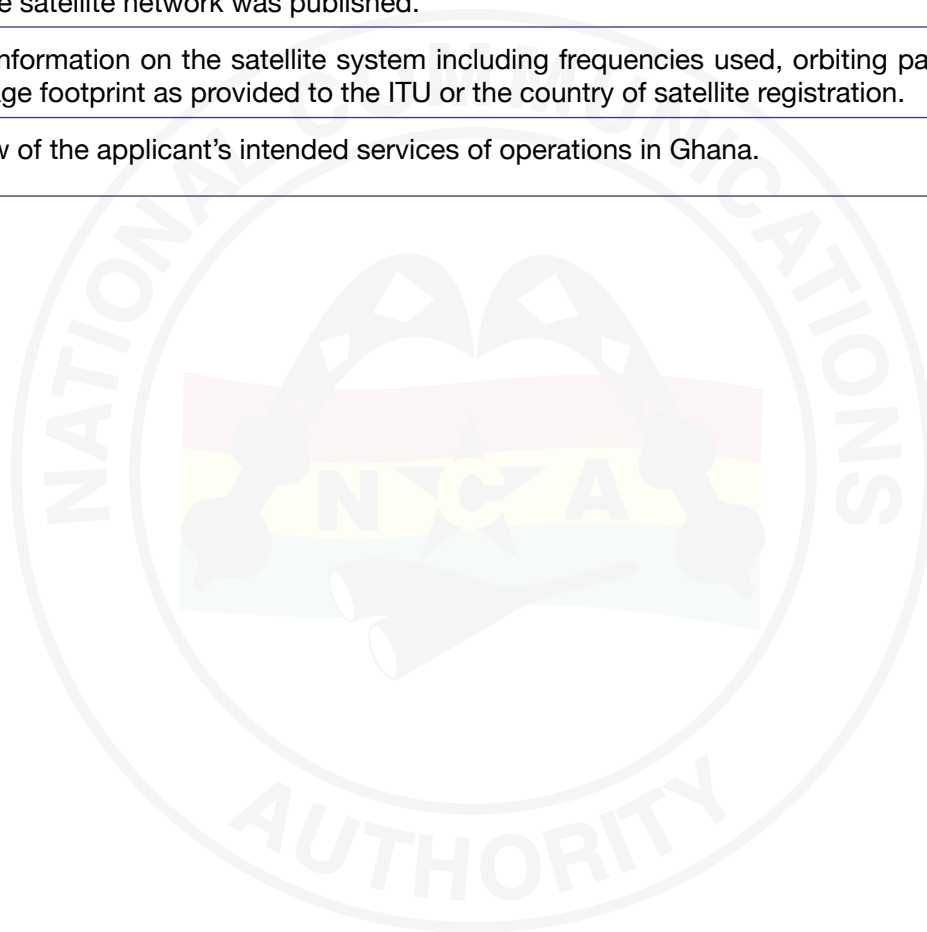 e satellite network was published.
nformation on the satellite system including frequencies used, orbiting pa
ge footprint as provided to the ITU or the country of satellite registration.
w of the applicant's intended services of operations in Ghana.
NATIONAL COMMUNICATIONS
N C A
AUTHORITY